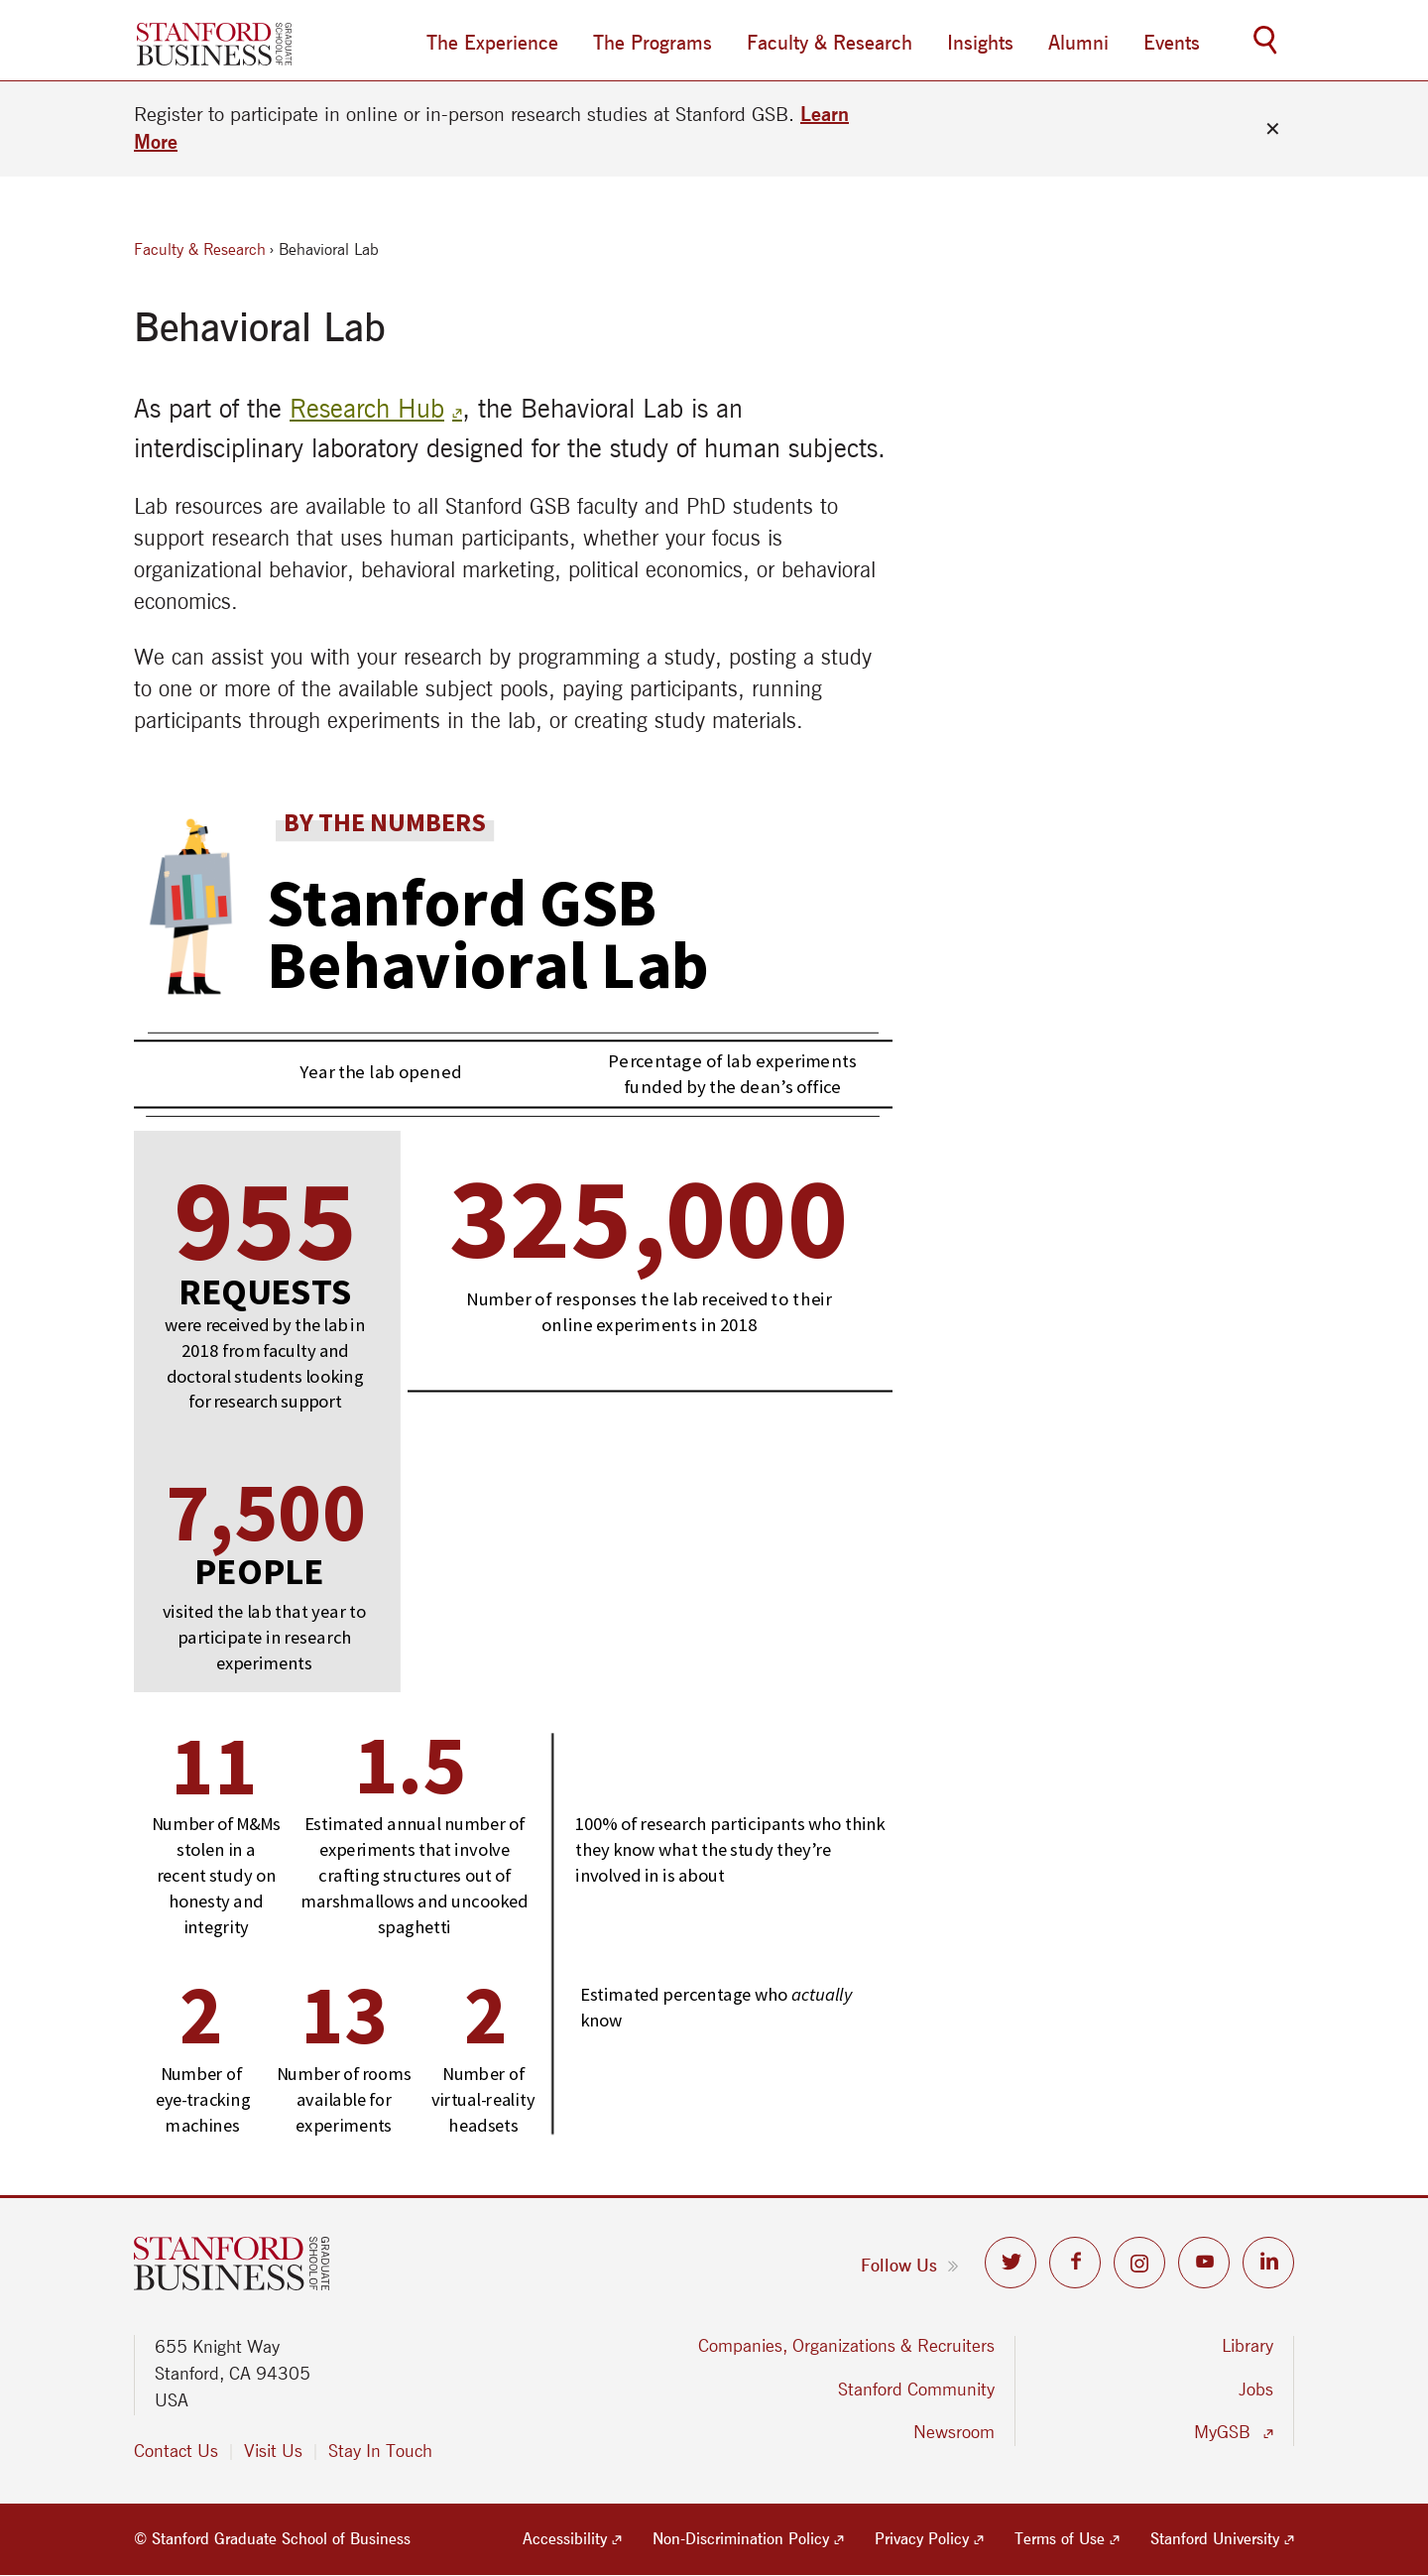 STANFORD
BUSINESS
GRADUATE
SCHOOL OF
The Experience
The Programs
Faculty & Research
Insights
Alumni
Events
Register to participate in online or in-person research studies at Stanford GSB. Learn
More
Faculty & Research › Behavioral Lab
Behavioral Lab
As part of the Research Hub, the Behavioral Lab is an
interdisciplinary laboratory designed for the study of human subjects.
Lab resources are available to all Stanford GSB faculty and PhD students to
support research that uses human participants, whether your focus is
organizational behavior, behavioral marketing, political economics, or behavioral
economics.
We can assist you with your research by programming a study, posting a study
to one or more of the available subject pools, paying participants, running
participants through experiments in the lab, or creating study materials.
BY THE NUMBERS
Stanford GSB
Behavioral Lab
Year the lab opened
Percentage of lab experiments
funded by the dean’s office
955
REQUESTS
were received by the lab in
2018 from faculty and
doctoral students looking
for research support
325,000
Number of responses the lab received to their
online experiments in 2018
7,500
PEOPLE
visited the lab that year to
participate in research
experiments
11
Number of M&Ms
stolen in a
recent study on
honesty and
integrity
1.5
Estimated annual number of
experiments that involve
crafting structures out of
marshmallows and uncooked
spaghetti
100% of research participants who think
they know what the study they’re
involved in is about
2
Number of
eye-tracking
machines
13
Number of rooms
available for
experiments
2
Number of
virtual-reality
headsets
Estimated percentage who actually
know
STANFORD
BUSINESS
GRADUATE
SCHOOL OF
Follow Us
655 Knight Way
Stanford, CA 94305
USA
Contact Us
Visit Us
Stay In Touch
Companies, Organizations & Recruiters
Stanford Community
Newsroom
Library
Jobs
MyGSB
© Stanford Graduate School of Business
Accessibility
Non-Discrimination Policy
Privacy Policy
Terms of Use
Stanford University